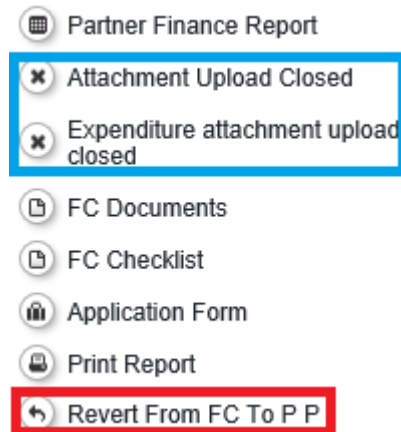 Partner Finance Report
Attachment Upload Closed
Expenditure attachment upload
closed
FC Documents
FC Checklist
Application Form
Print Report
Revert From FC To P P